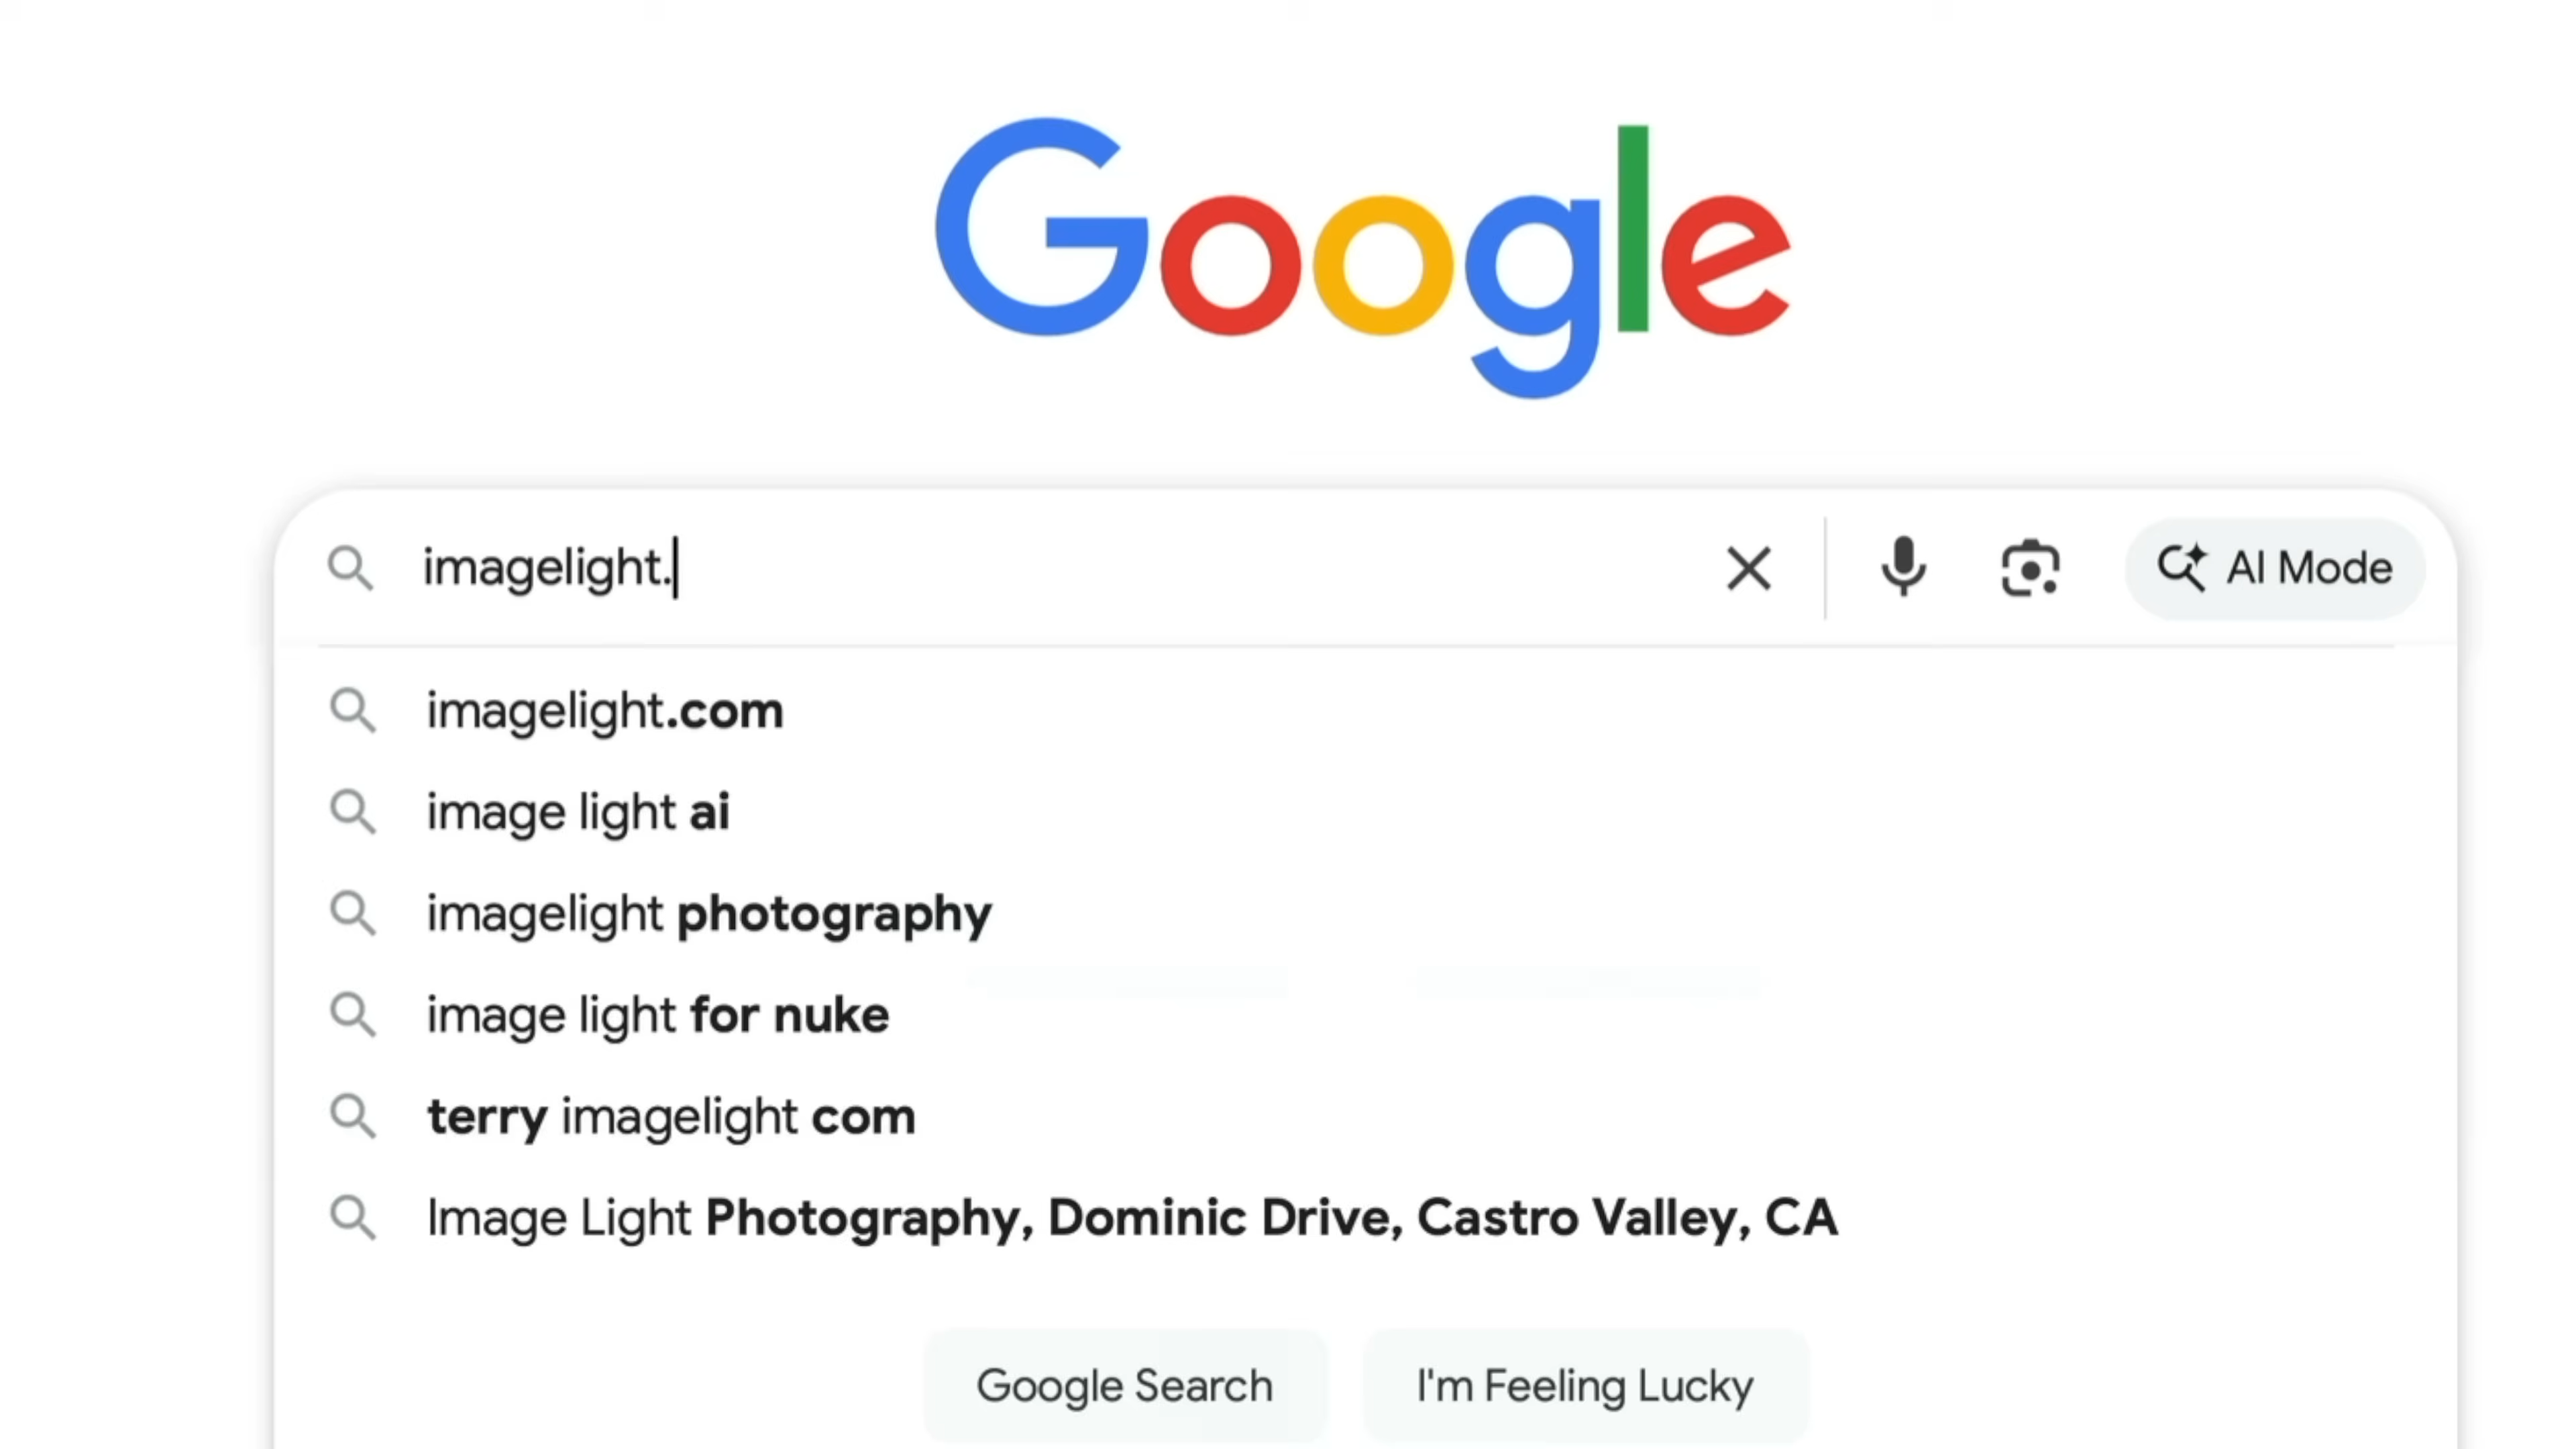 Google
imagelight.
AI Mode
imagelight.com
image light ai
imagelight photography
image light for nuke
terry imagelight com
Image Light Photography, Dominic Drive, Castro Valley, CA
Google Search
I'm Feeling Lucky